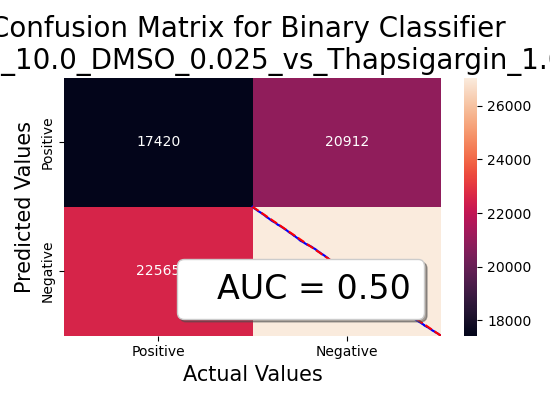 Confusion Matrix for Binary Classifier
_10.0_DMSO_0.025_vs_Thapsigargin_1.
Predicted Values
Positive
Negative
17420
20912
22565
AUC = 0.50
Positive
Negative
Actual Values
26000
24000
22000
20000
18000